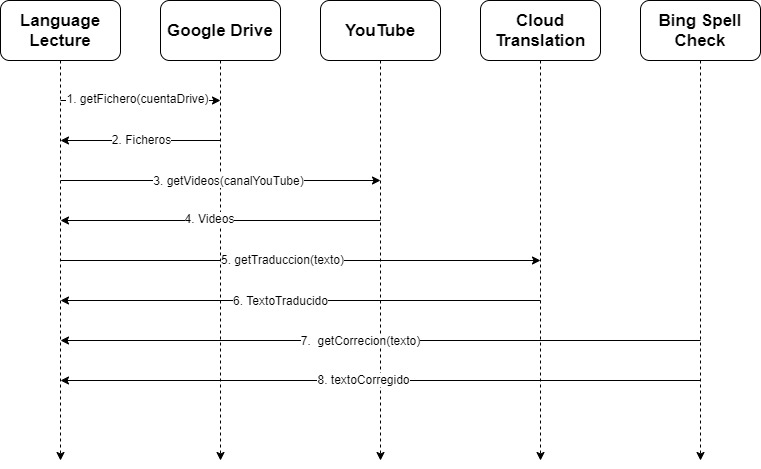 Language
Lecture
Google Drive
YouTube
Cloud
Translation
Bing Spell
Check
1. getFichero(cuentaDrive)
2. Ficheros
3. getVideos(canalYouTube)
4. Videos
5. getTraduccion(texto)
6. TextoTraducido
7. getCorrecion(texto)
8. textoCorregido